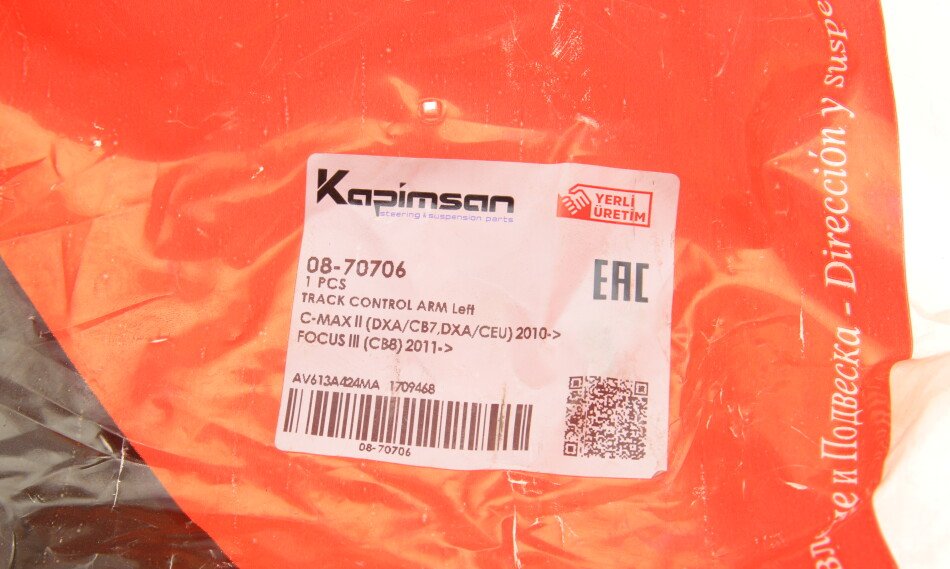 Kapimsan
steering & suspension parts
YERLİ
ÜRETİM
08-70706
1 PCS
TRACK CONTROL ARM Left
C-MAX II (DXA/CB7,DXA/CEU) 2010->
FOCUS III (CB8) 2011->
EAC
AV613A424MA 1709468
08-70706
и Подвеска - Dirección y suspe